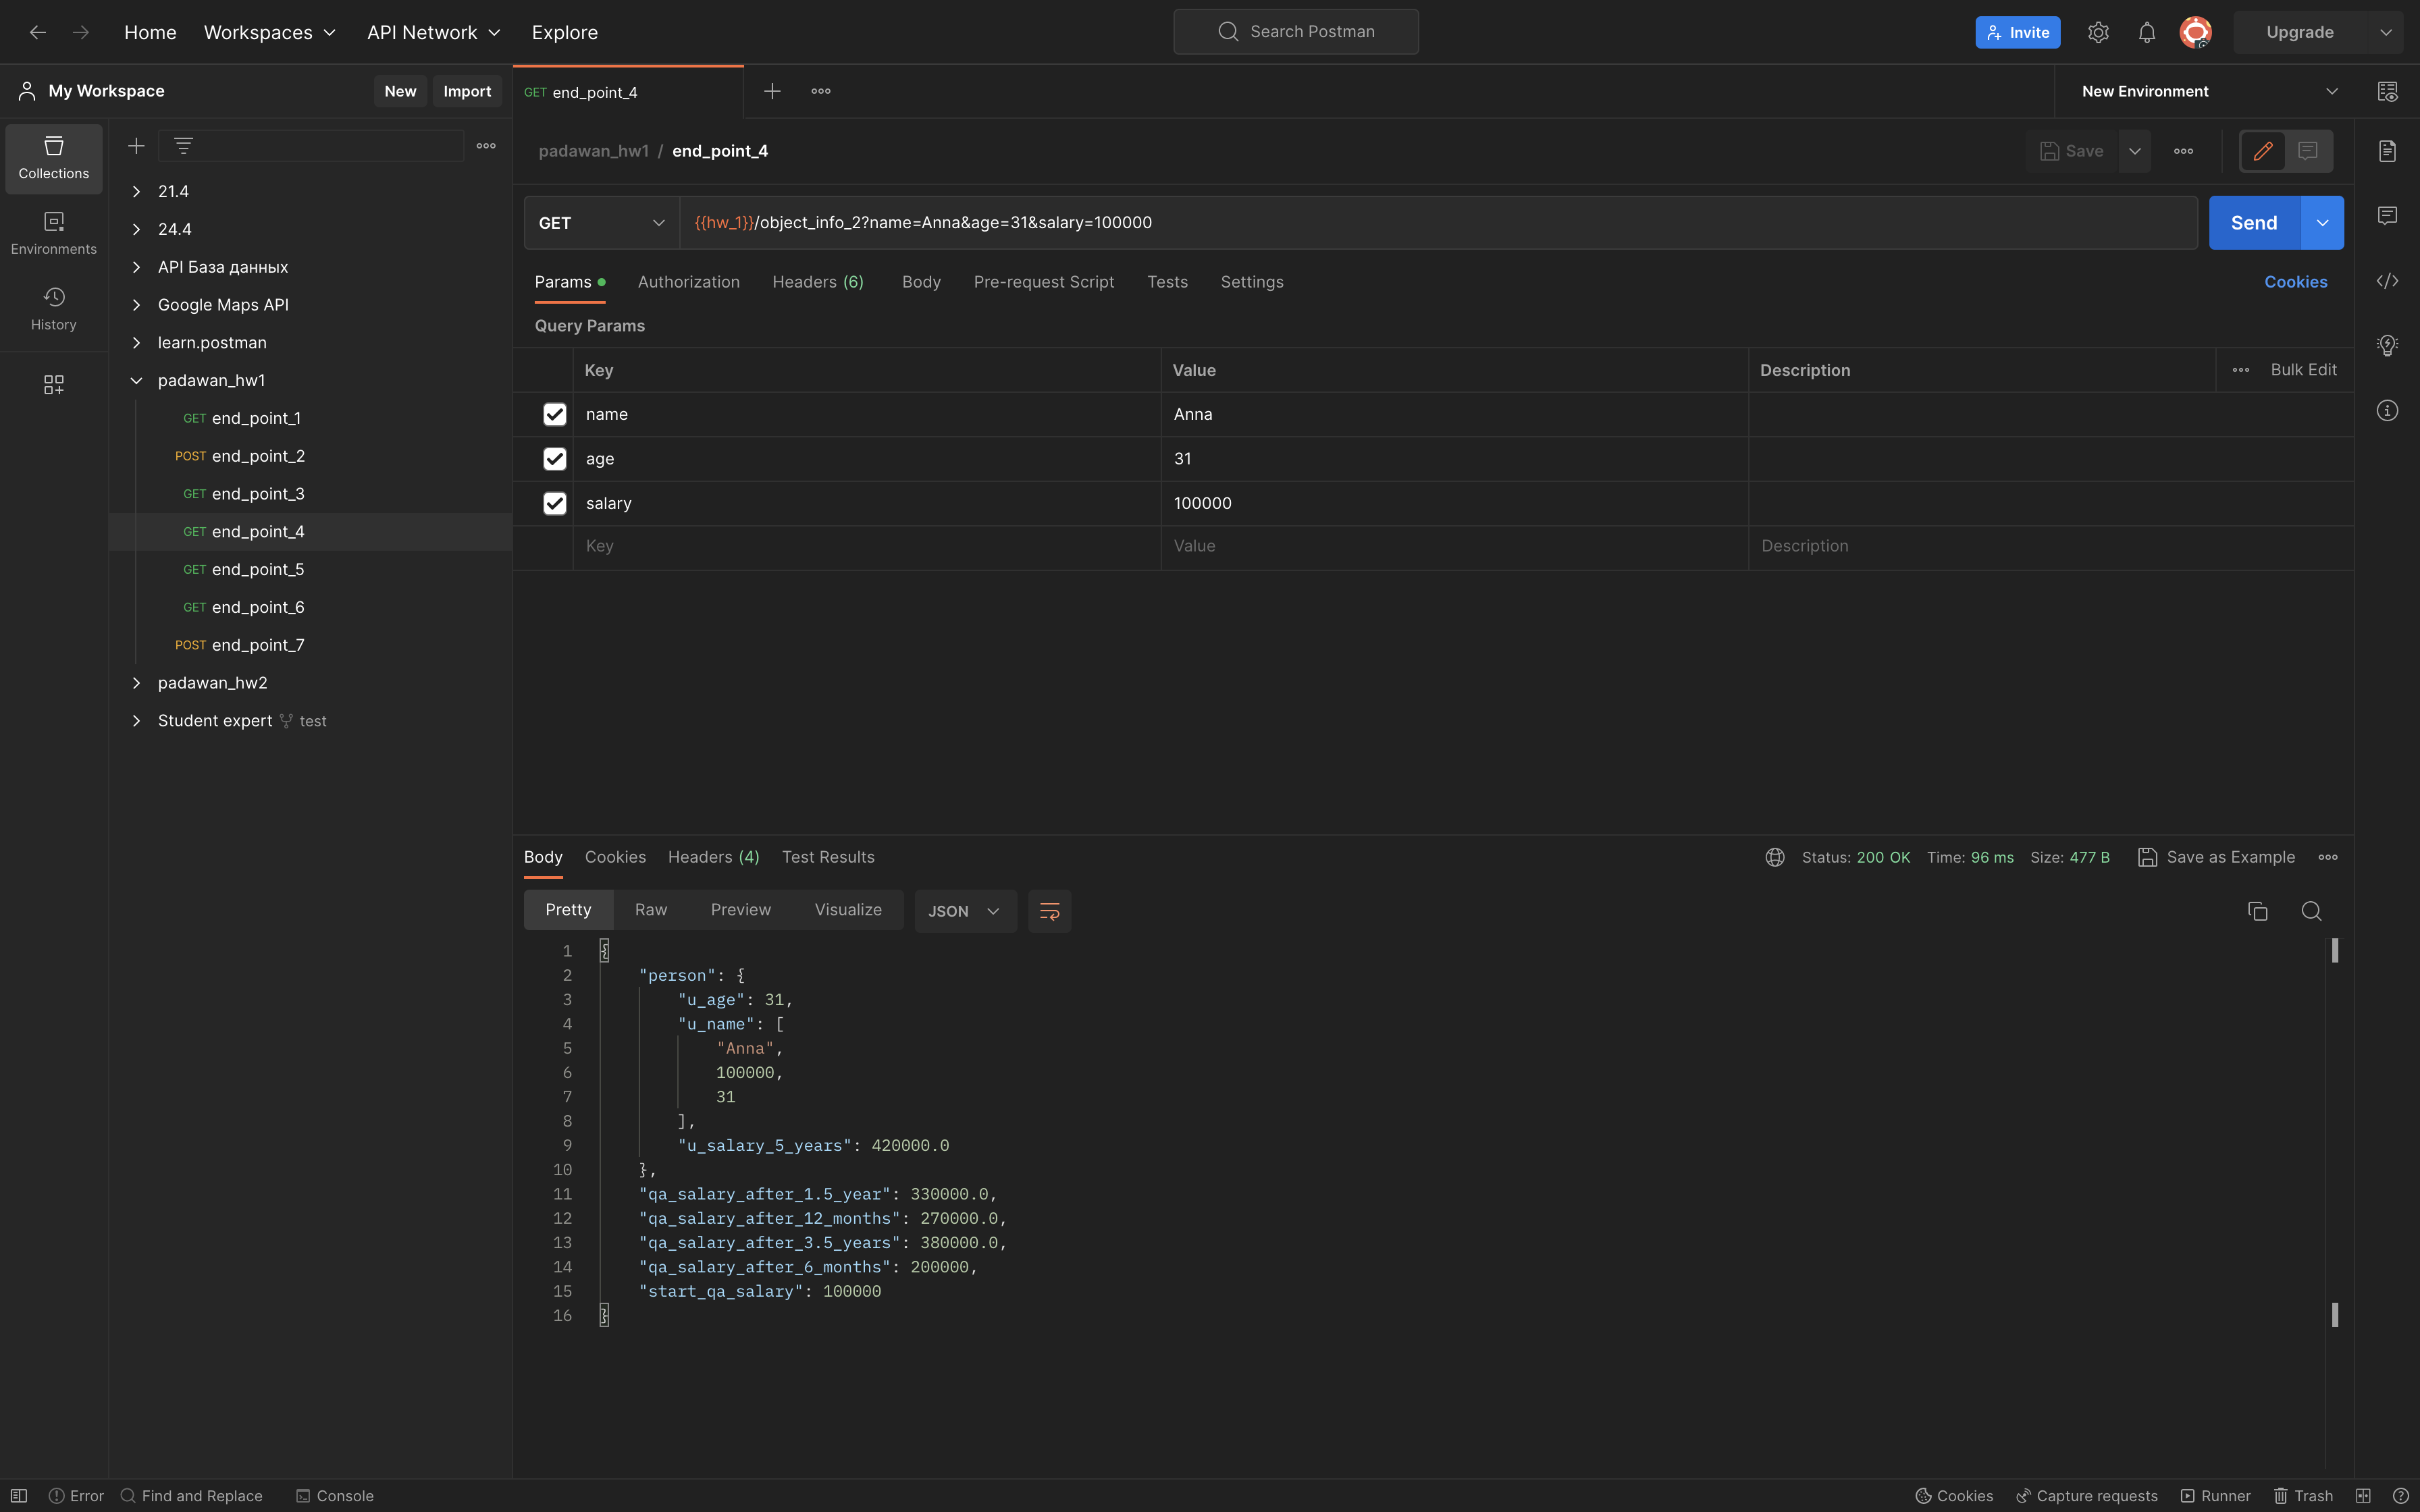 Home Workspaces API Network Explore Search Postman Invite Upgrade
My Workspace New Import GET end_point_4 New Environment
padawan_hw1 / end_point_4 Save
Collections
Environments
History
21.4
24.4
API База данных
Google Maps API
learn.postman
padawan_hw1
GET end_point_1
POST end_point_2
GET end_point_3
GET end_point_4
GET end_point_5
GET end_point_6
POST end_point_7
padawan_hw2
Student expert test
GET {{hw_1}}/object_info_2?name=Anna&age=31&salary=100000 Send
Params Authorization Headers (6) Body Pre-request Script Tests Settings Cookies
Query Params
Key Value Description Bulk Edit
name Anna
age 31
salary 100000
Key Value Description
Body Cookies Headers (4) Test Results Status: 200 OK Time: 96 ms Size: 477 B Save as Example
Pretty Raw Preview Visualize JSON
1 {
2 "person": {
3 "u_age": 31,
4 "u_name": [
5 "Anna",
6 100000,
7 31
8 ],
9 "u_salary_5_years": 420000.0
10 },
11 "qa_salary_after_1.5_year": 330000.0,
12 "qa_salary_after_12_months": 270000.0,
13 "qa_salary_after_3.5_years": 380000.0,
14 "qa_salary_after_6_months": 200000,
15 "start_qa_salary": 100000
16 }
Error Find and Replace Console Cookies Capture requests Runner Trash